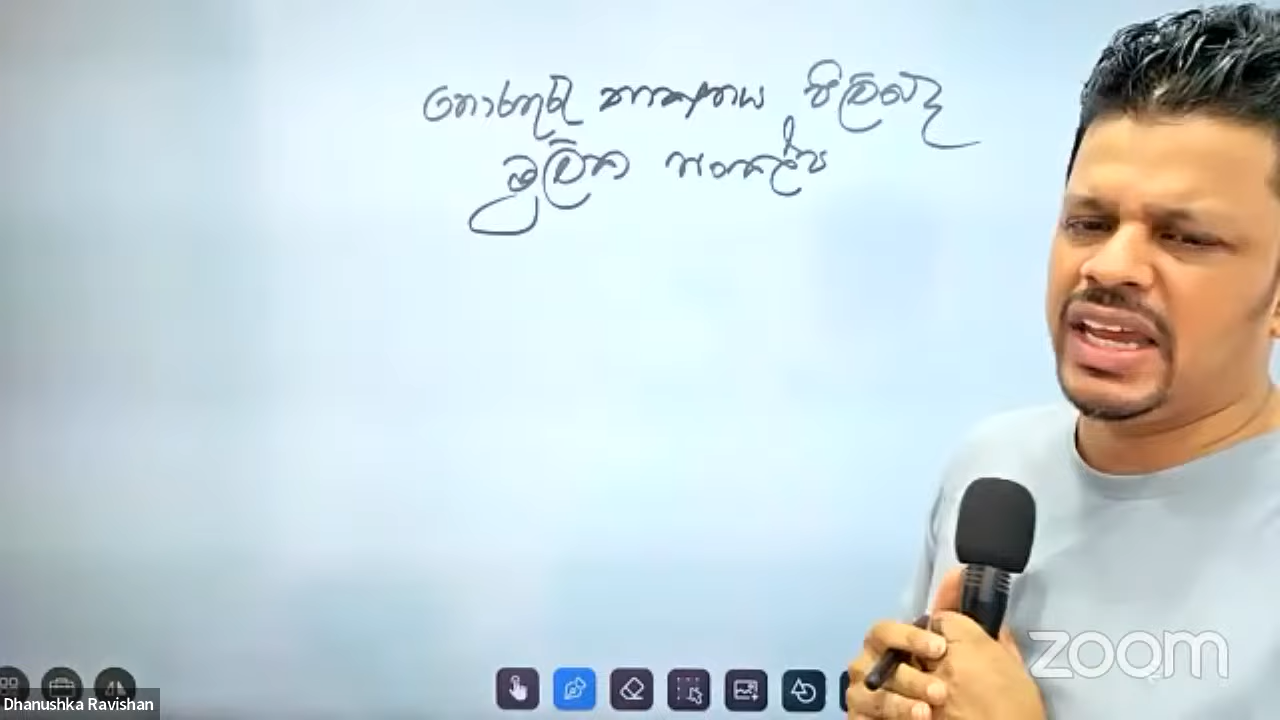 තොරතුරු තාක්ෂණය පිළිබඳ
මූලික සංකල්ප
zoom
Dhanushka Ravishan